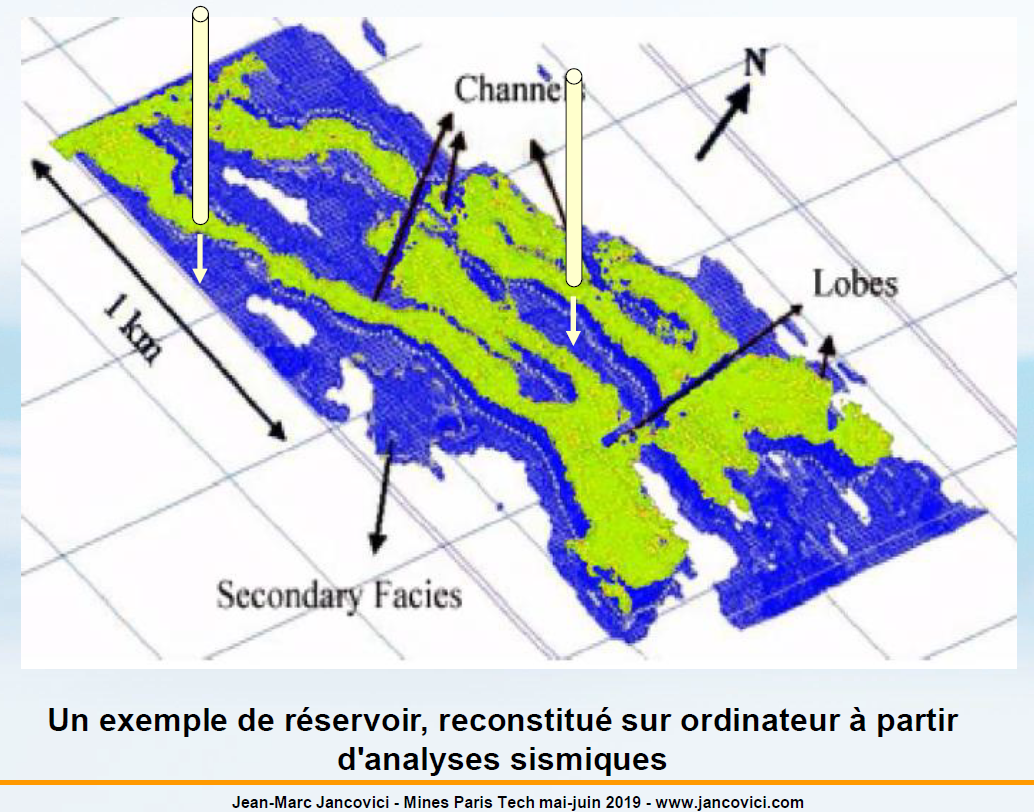 N
Channels
Lobes
1 km
Secondary Facies
Un exemple de réservoir, reconstitué sur ordinateur à partir
d'analyses sismiques
Jean-Marc Jancovici - Mines Paris Tech mai-juin 2019 - www.jancovici.com